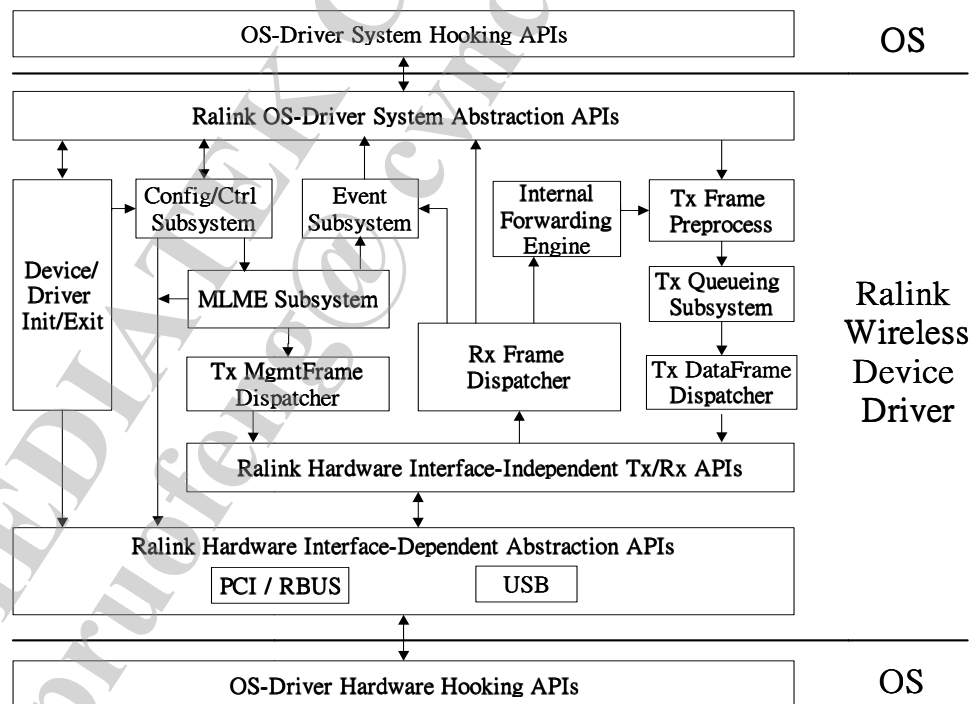 OS-Driver System Hooking APIs
OS
Ralink OS-Driver System Abstraction APIs
Config/Ctrl
Subsystem
Event
Subsystem
Internal
Forwarding
Engine
Tx Frame
Preprocess
Device/
Driver
Init/Exit
MLME Subsystem
Tx Queueing
Subsystem
Tx MgmtFrame
Dispatcher
Rx Frame
Dispatcher
Tx DataFrame
Dispatcher
Ralink
Wireless
Device
Driver
Ralink Hardware Interface-Independent Tx/Rx APIs
Ralink Hardware Interface-Dependent Abstraction APIs
PCI / RBUS
USB
OS-Driver Hardware Hooking APIs
OS
MEDIATEK
pruofeng@cync